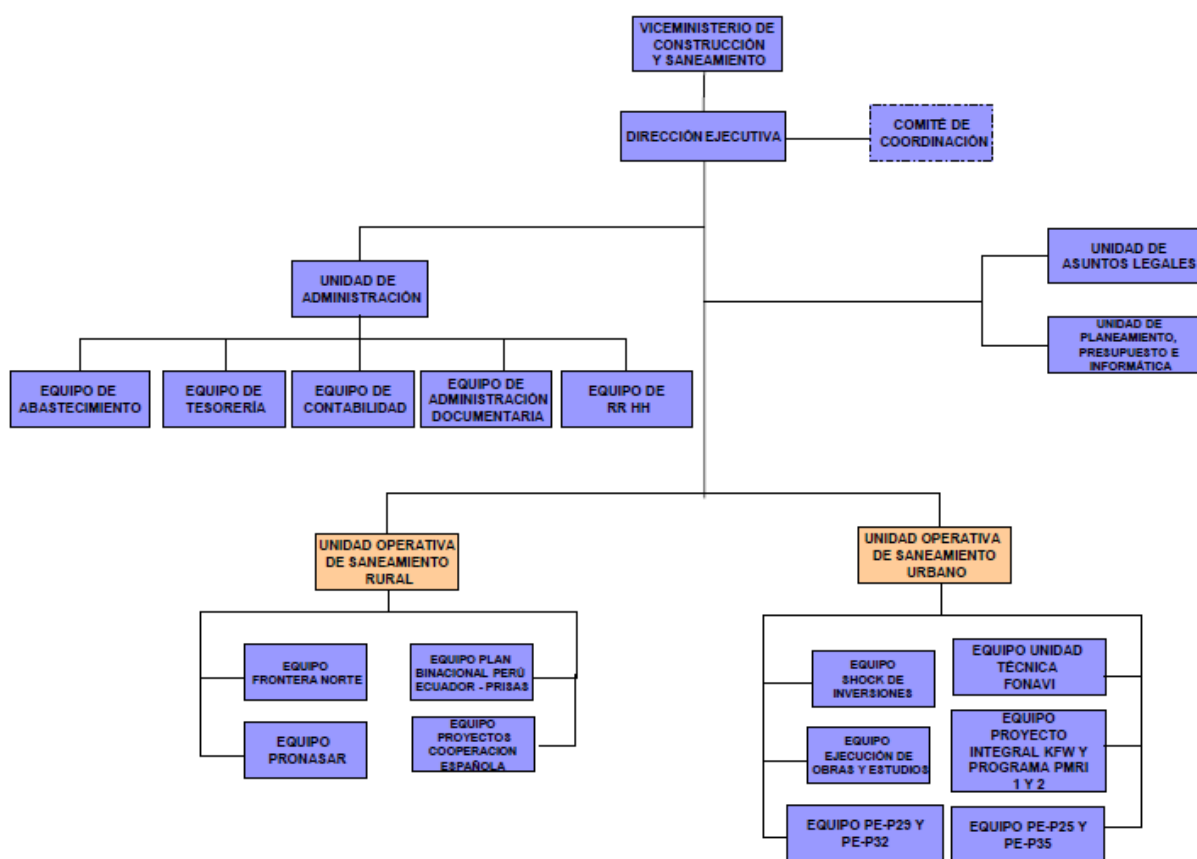 VICEMINISTERIO DE
CONSTRUCCIÓN
Y SANEAMIENTO
DIRECCIÓN EJECUTIVA
COMITÉ DE
COORDINACIÓN
UNIDAD DE
ASUNTOS LEGALES
UNIDAD DE
ADMINISTRACIÓN
UNIDAD DE
PLANEAMIENTO,
PRESUPUESTO E
INFORMÁTICA
EQUIPO DE
ABASTECIMIENTO
EQUIPO DE
TESORERÍA
EQUIPO DE
CONTABILIDAD
EQUIPO DE
ADMINISTRACIÓN
DOCUMENTARIA
EQUIPO DE
RR HH
UNIDAD OPERATIVA
DE SANEAMIENTO
RURAL
UNIDAD OPERATIVA
DE SANEAMIENTO
URBANO
EQUIPO
FRONTERA NORTE
EQUIPO PLAN
BINACIONAL PERÚ
ECUADOR - PRISAS
EQUIPO
PRONASAR
EQUIPO
PROYECTOS
COOPERACION
ESPAÑOLA
EQUIPO
SHOCK DE
INVERSIONES
EQUIPO UNIDAD
TÉCNICA
FONAVI
EQUIPO
EJECUCIÓN DE
OBRAS Y ESTUDIOS
EQUIPO
PROYECTO
INTEGRAL KFW Y
PROGRAMA PMRI
1 Y 2
EQUIPO PE-P29 Y
PE-P32
EQUIPO PE-P25 Y
PE-P35